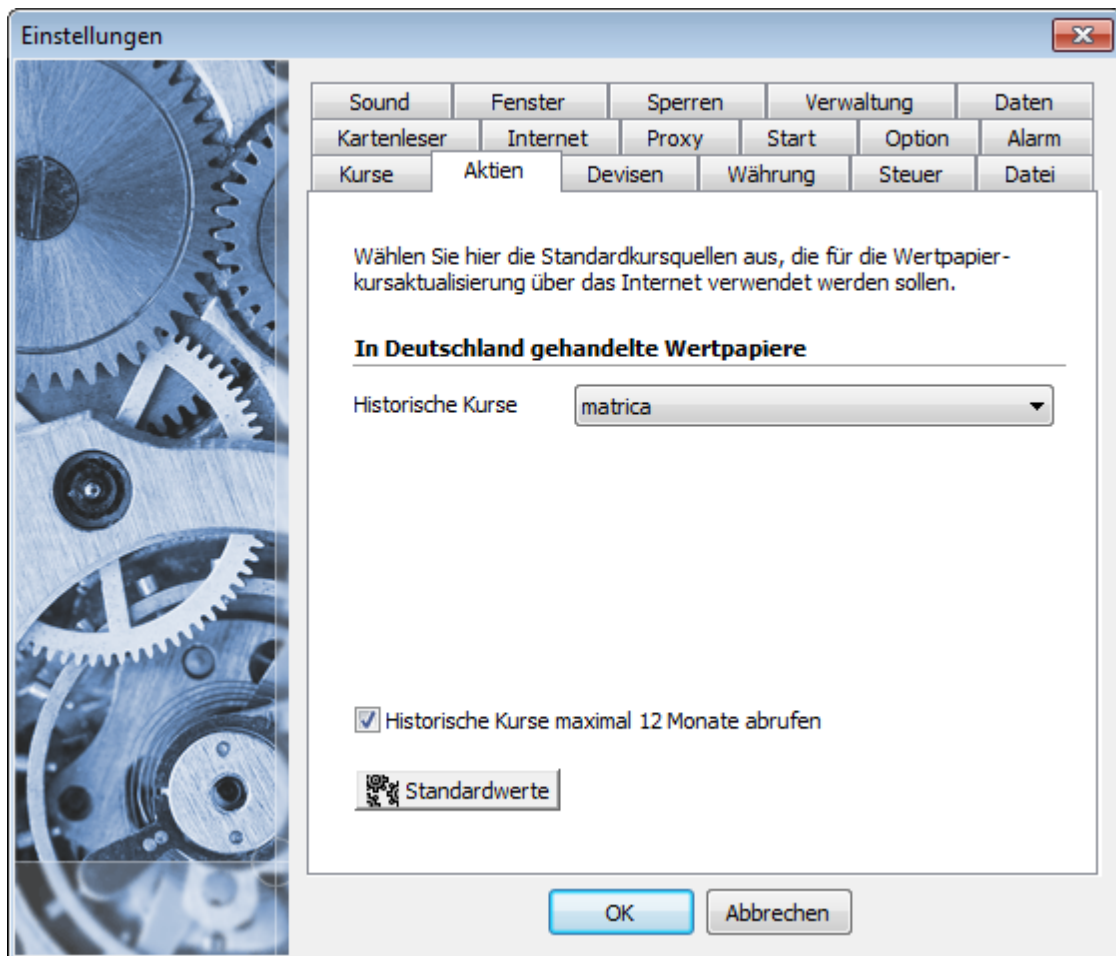 Einstellungen
Sound Fenster Sperren Verwaltung Daten
Kartenleser Internet Proxy Start Option Alarm
Kurse Aktien Devisen Währung Steuer Datei
Wählen Sie hier die Standardkursquellen aus, die für die Wertpapier-
kursaktualisierung über das Internet verwendet werden sollen.
In Deutschland gehandelte Wertpapiere
Historische Kurse matrica
Historische Kurse maximal 12 Monate abrufen
Standardwerte
OK Abbrechen